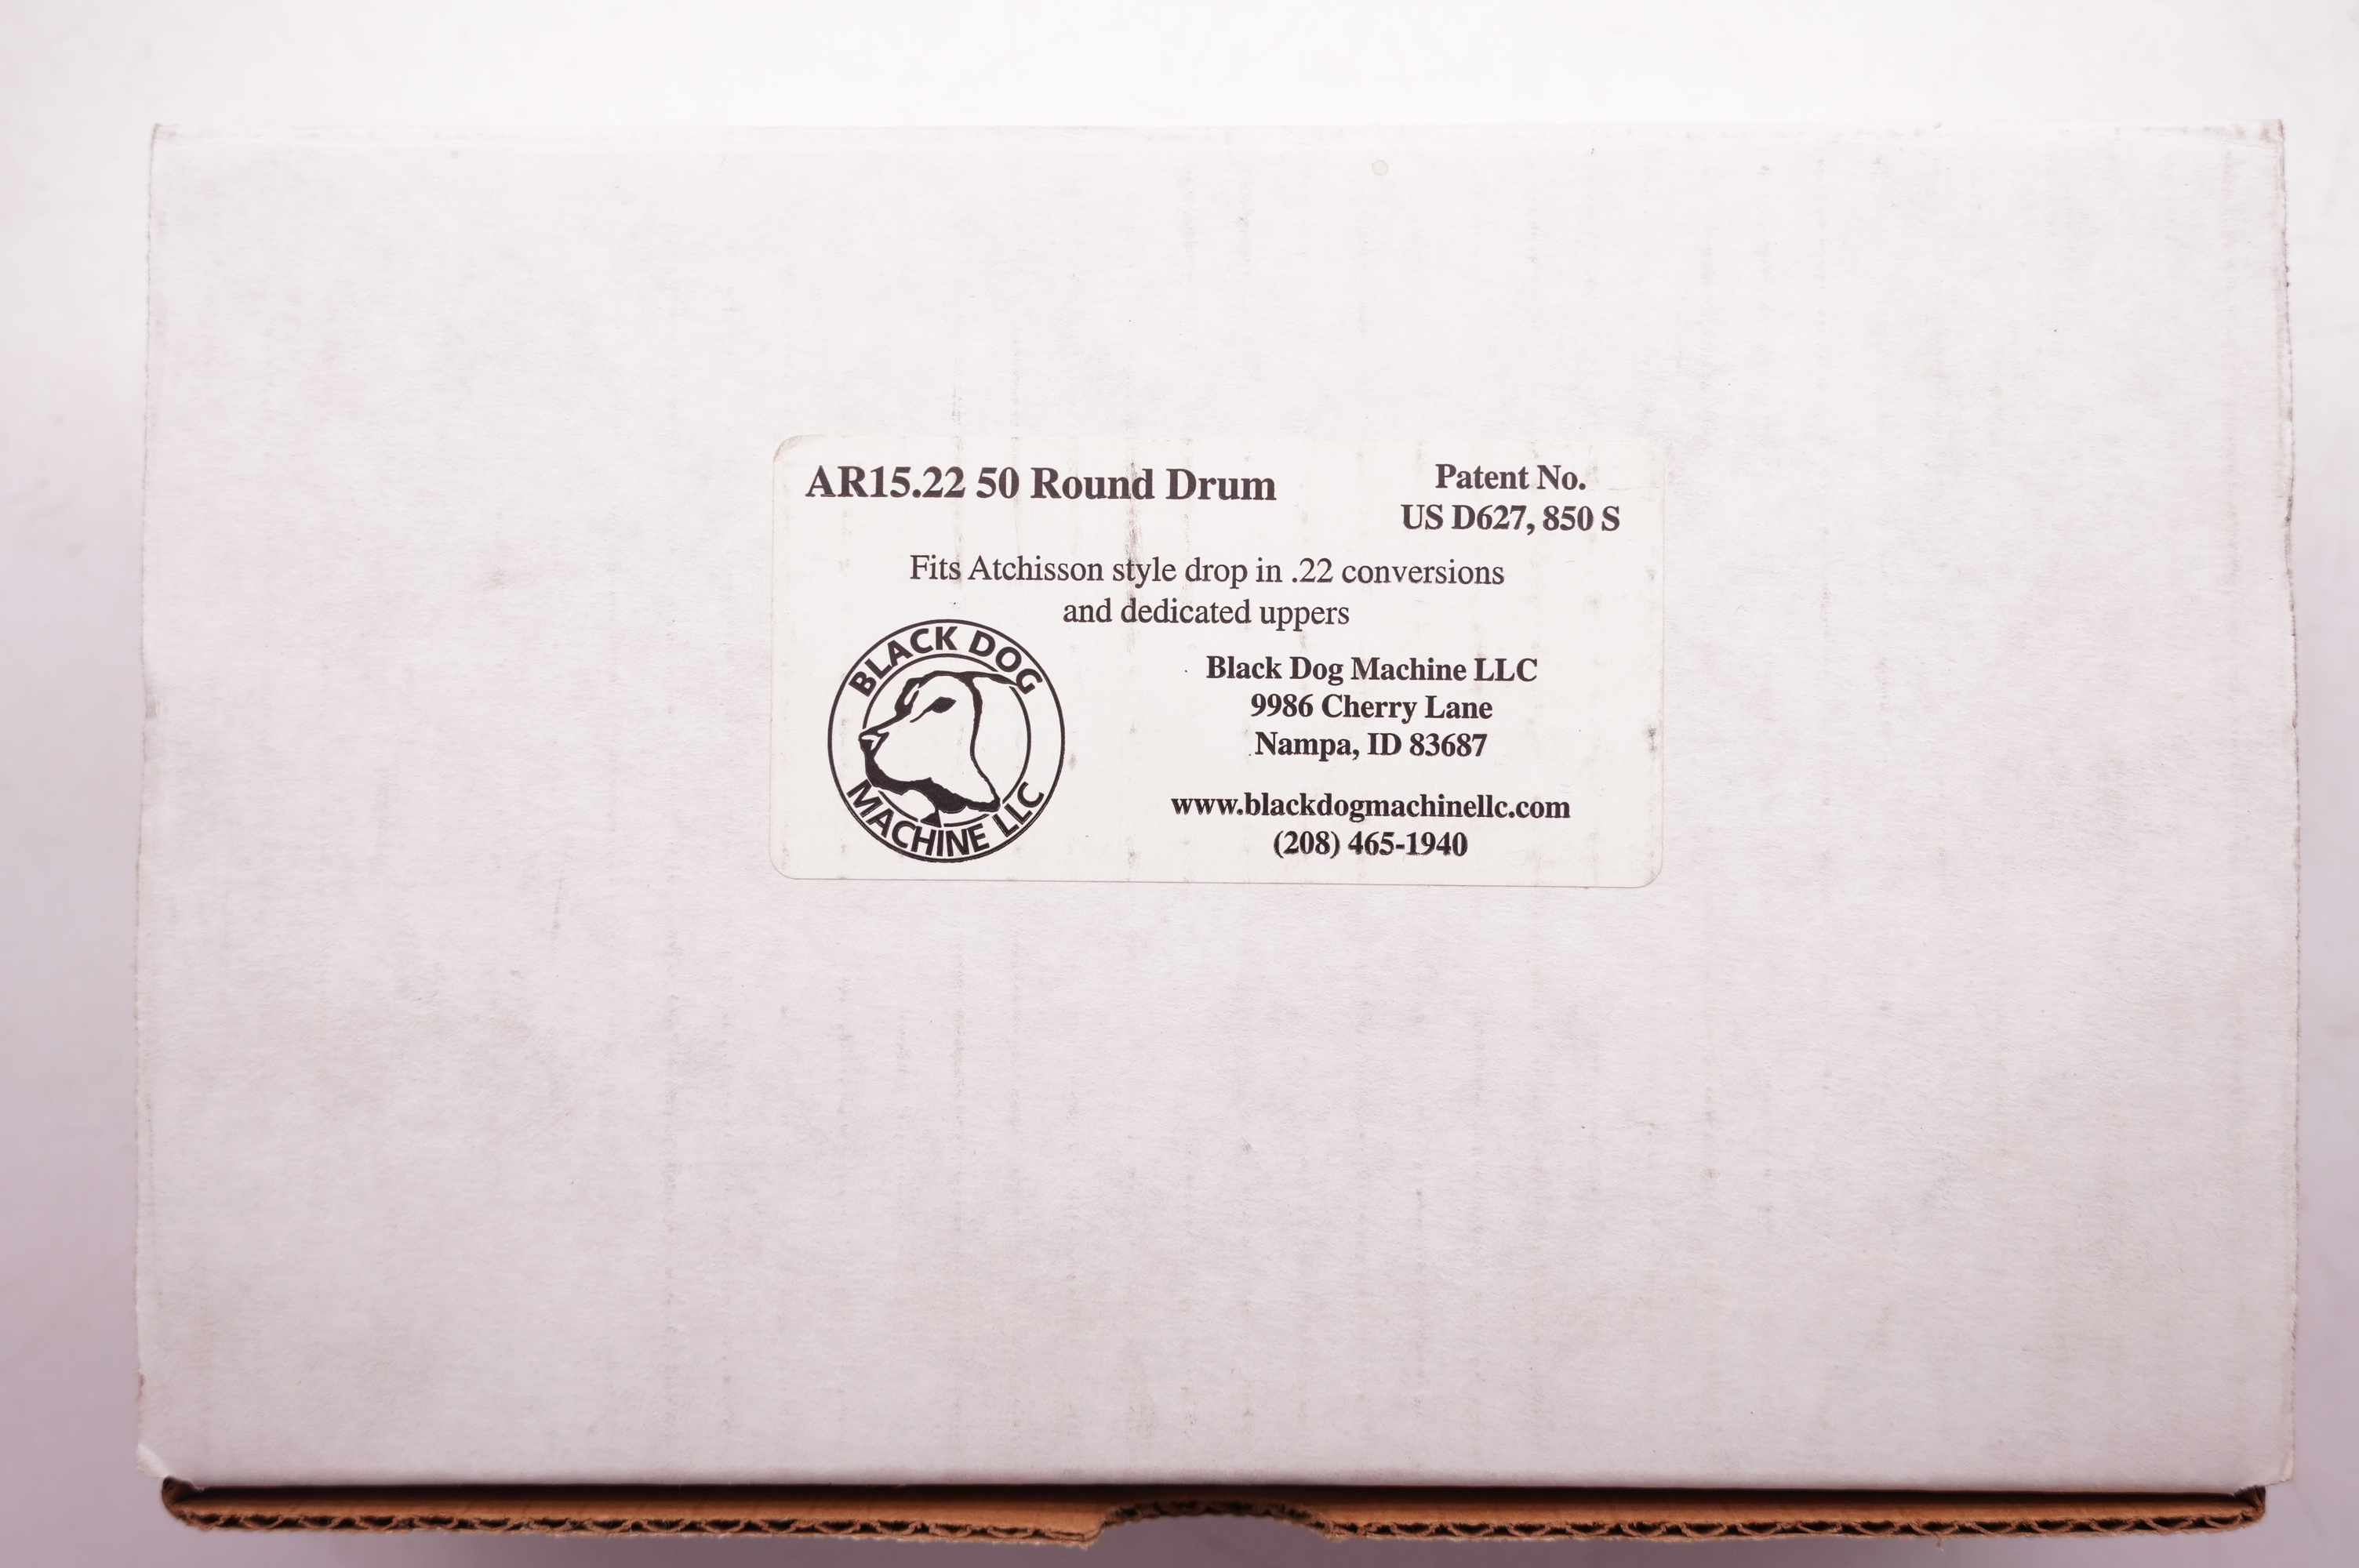 AR15.22 50 Round Drum
Patent No.
US D627, 850 S
Fits Atchisson style drop in .22 conversions
and dedicated uppers
BLACK DOG
MACHINE LLC
Black Dog Machine LLC
9986 Cherry Lane
Nampa, ID 83687
www.blackdogmachinellc.com
(208) 465-1940